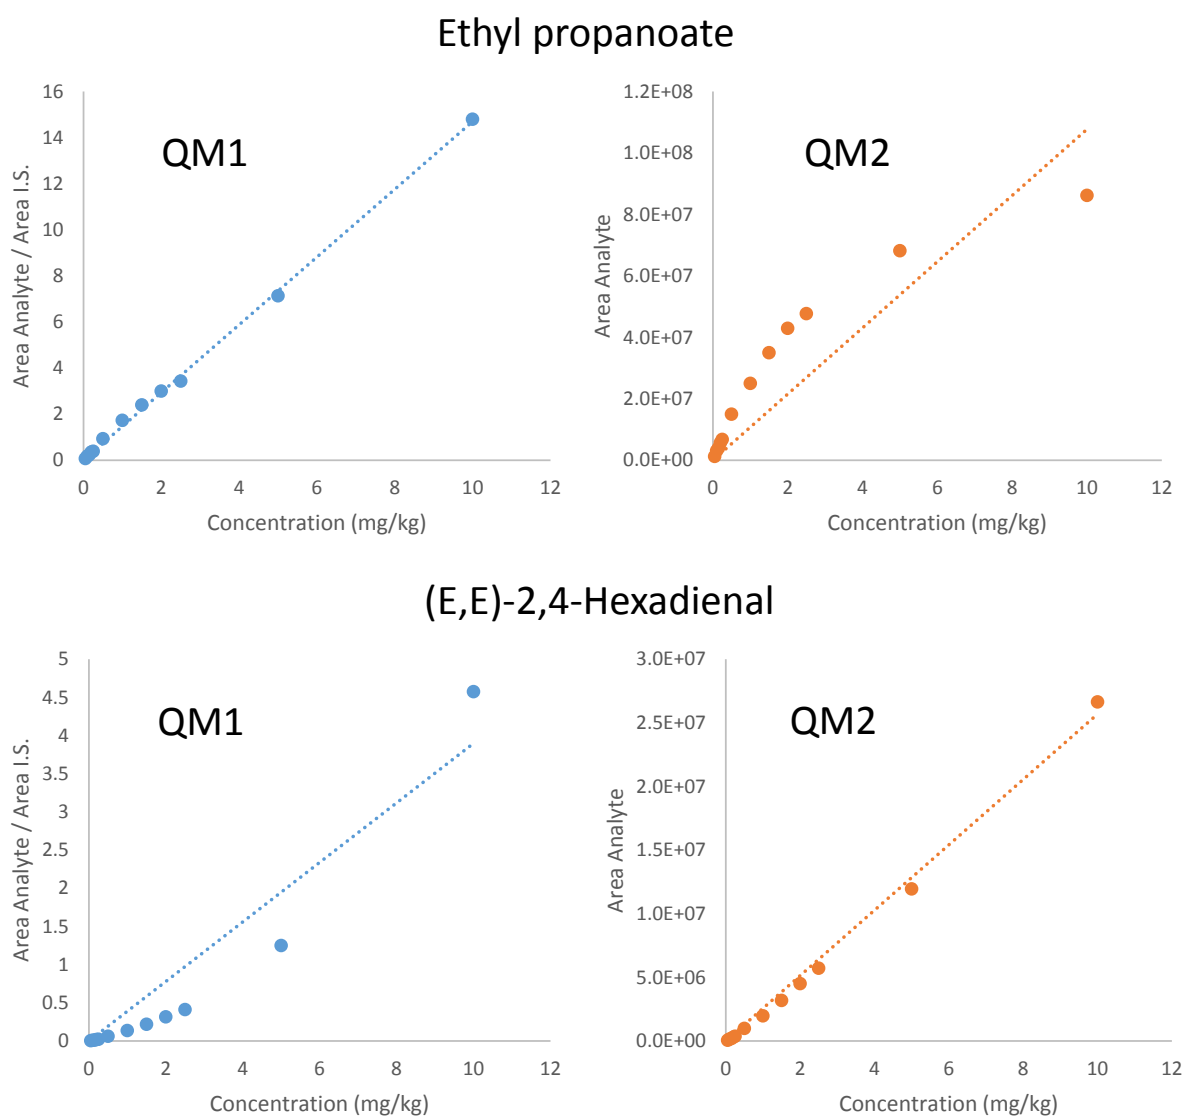 Ethyl propanoate
QM1
Area Analyte / Area I.S.
16
14
12
10
8
6
4
2
0
0 2 4 6 8 10 12
Concentration (mg/kg)
QM2
Area Analyte
1.2E+08
1.0E+08
8.0E+07
6.0E+07
4.0E+07
2.0E+07
0.0E+00
0 2 4 6 8 10 12
Concentration (mg/kg)
(E,E)-2,4-Hexadienal
QM1
Area Analyte / Area I.S.
5
4.5
4
3.5
3
2.5
2
1.5
1
0.5
0
0 2 4 6 8 10 12
Concentration (mg/kg)
QM2
Area Analyte
3.0E+07
2.5E+07
2.0E+07
1.5E+07
1.0E+07
5.0E+06
0.0E+00
0 2 4 6 8 10 12
Concentration (mg/kg)